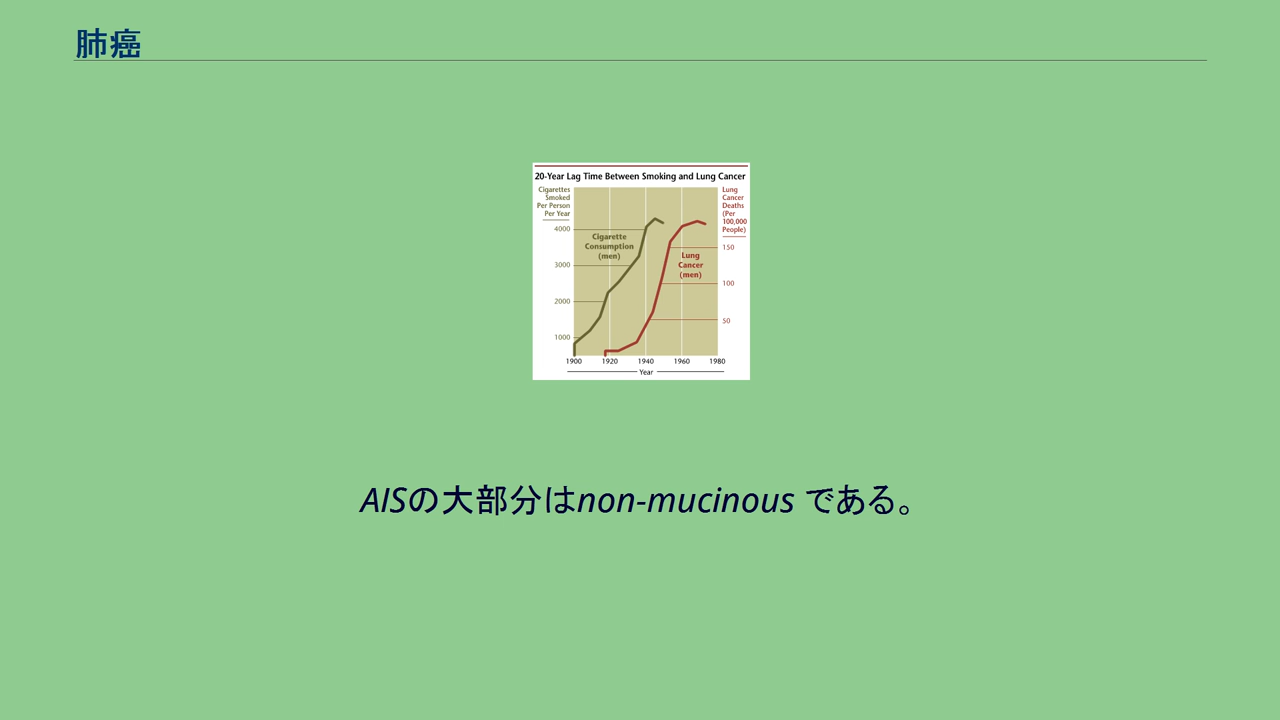 肺癌
20-Year Lag Time Between Smoking and Lung Cancer
Cigarettes
Smoked
Per Person
Per Year
Lung
Cancer
Deaths
(Per
100,000
People)
4000
3000
2000
1000
Cigarette
Consumption
(men)
Lung
Cancer
(men)
150
100
50
1900 1920 1940 1960 1980
Year
AISの大部分はnon-mucinous である。